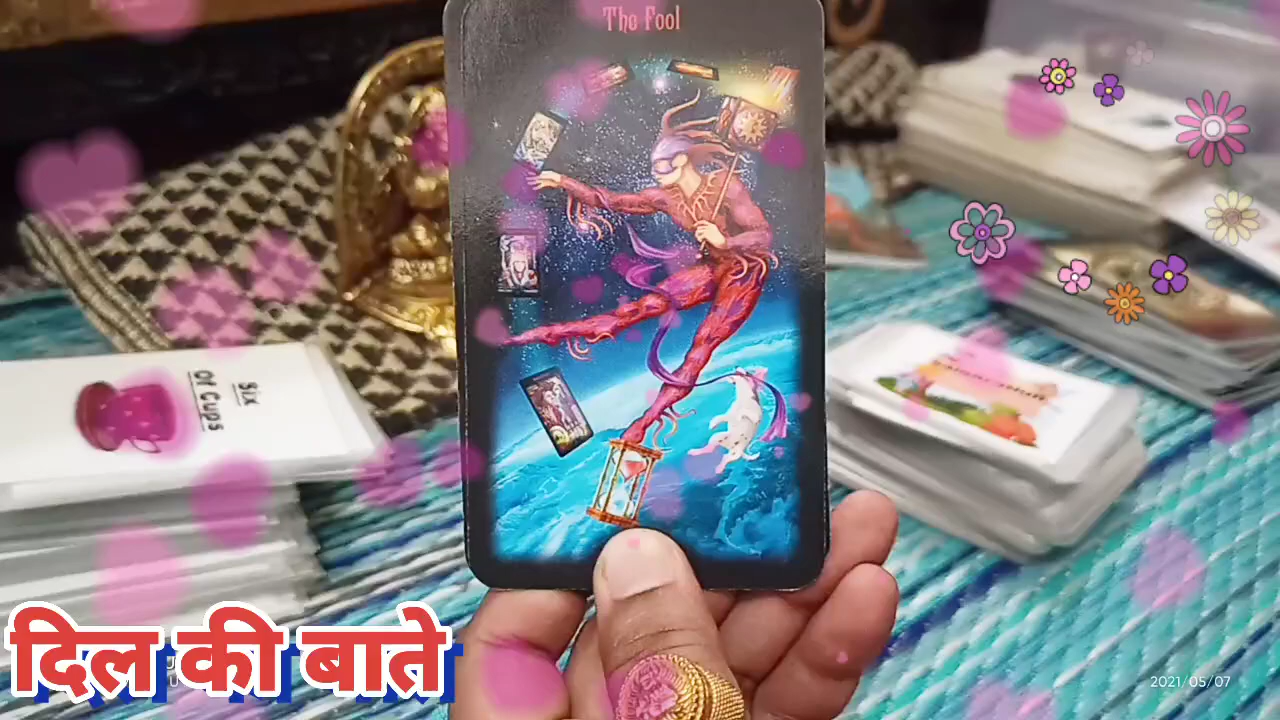 The Fool
Six
Of Cups
दिल की बाते
2021/05/07